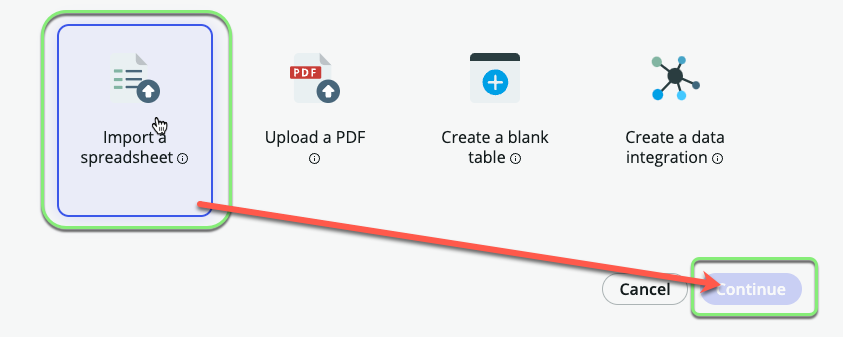 PDF
Import a
spreadsheet
Upload a PDF
Create a blank
table
Create a data
integration
Cancel
Continue